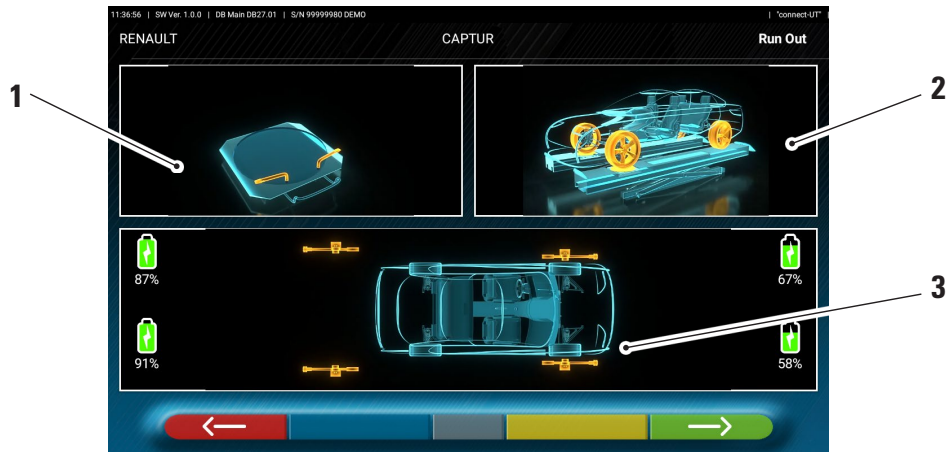 11:36:56 | SW Ver. 1.0.0 | DB Main DB27.01 | S/N 99999980 DEMO | "connect-UT" |
RENAULT CAPTUR Run Out
1
2
87% 67%
3
91% 58%